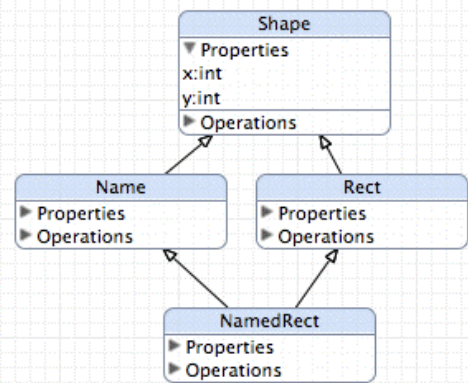 Shape
Properties
x:int
y:int
Operations
Name
Properties
Operations
Rect
Properties
Operations
NamedRect
Properties
Operations